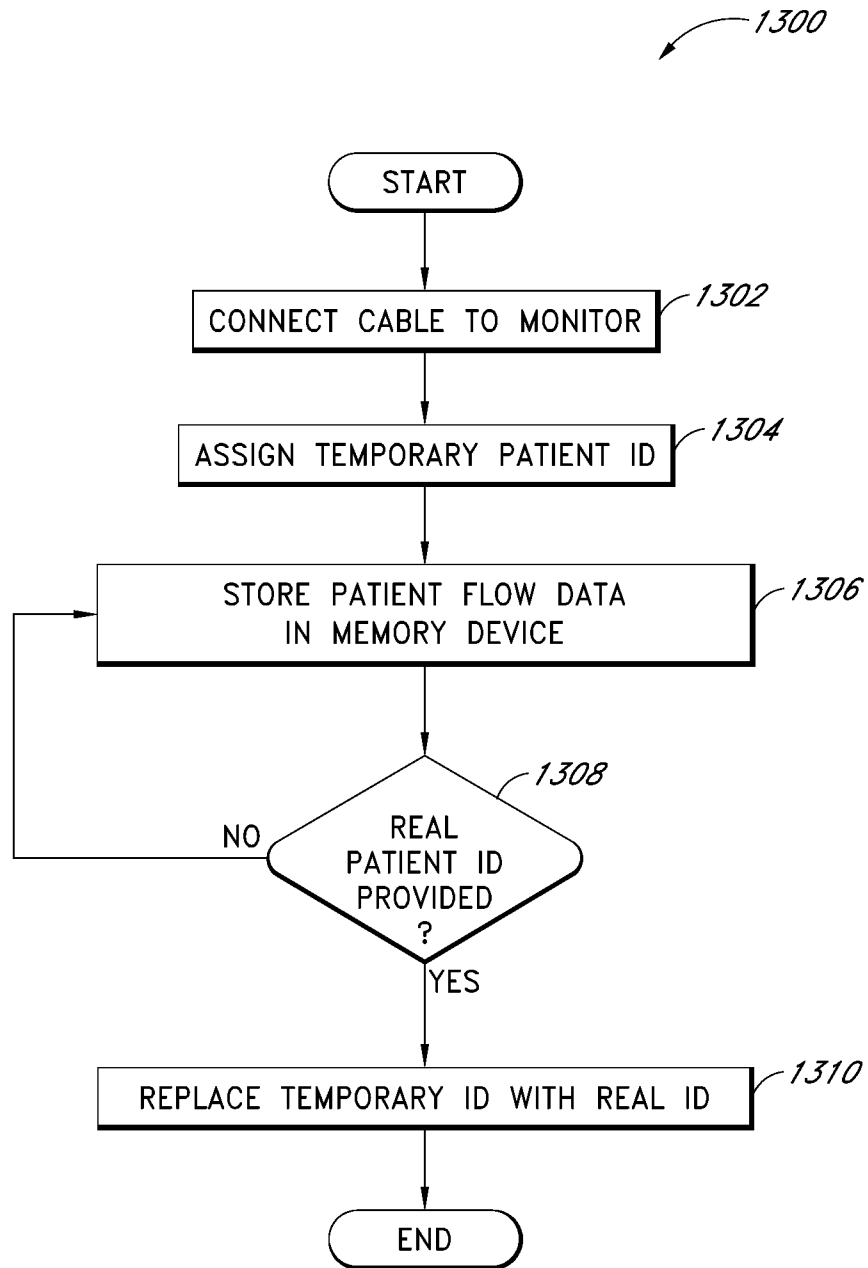 1300
START
CONNECT CABLE TO MONITOR
1302
ASSIGN TEMPORARY PATIENT ID
1304
STORE PATIENT FLOW DATA
IN MEMORY DEVICE
1306
1308
REAL
PATIENT ID
PROVIDED
?
NO
YES
REPLACE TEMPORARY ID WITH REAL ID
1310
END